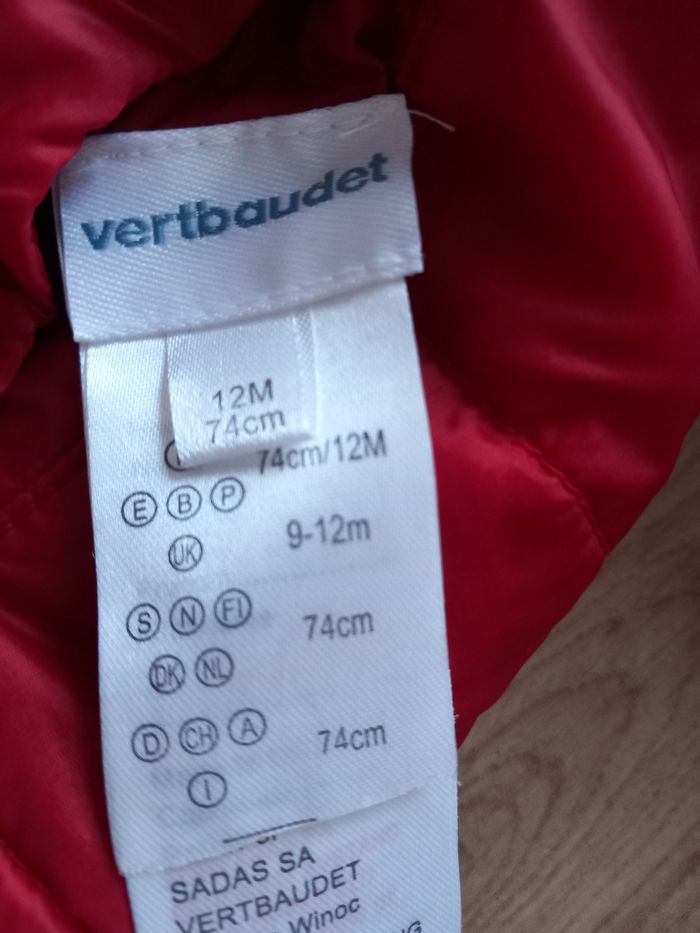 vertbaudet
12M
74cm
74cm/12M
E B P
UK
9-12m
S N FI
74cm
DK NL
D CH A
74cm
I
SADAS SA
VERTBAUDET
Winoc